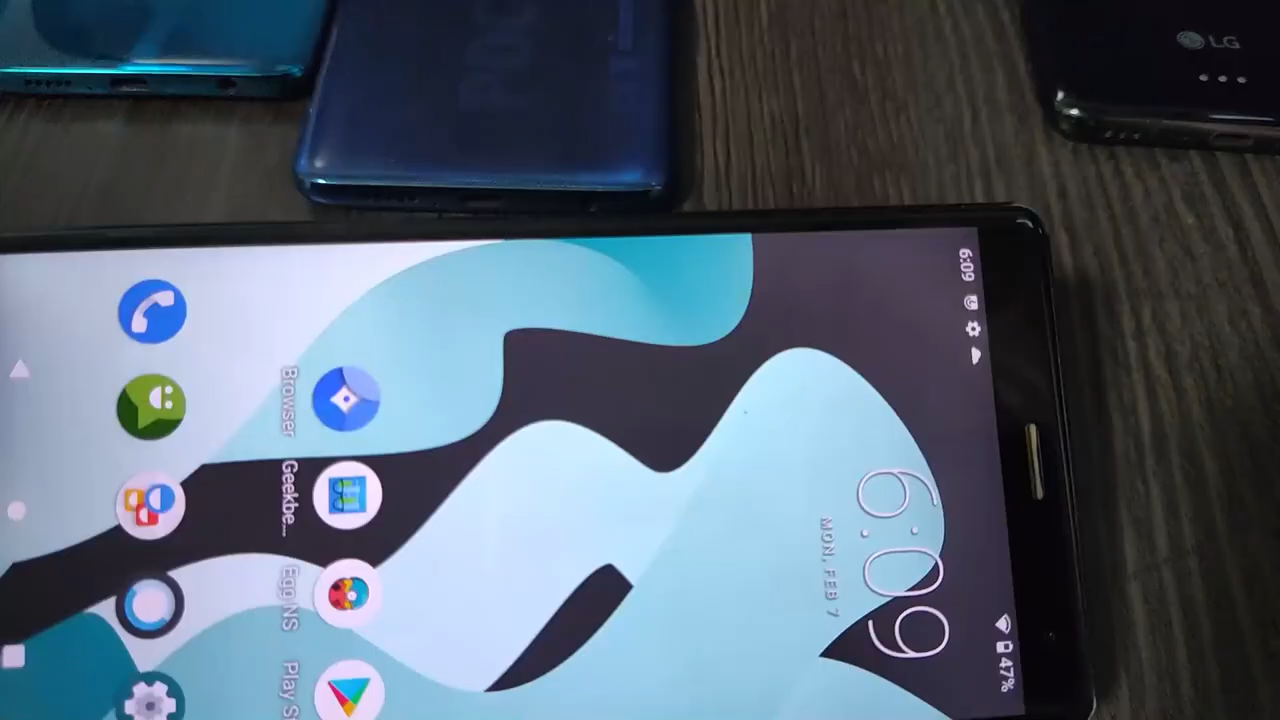 LG
6:09
47%
6:09
MON, FEB 7
Browser
Geekbe...
Egg NS
Play S